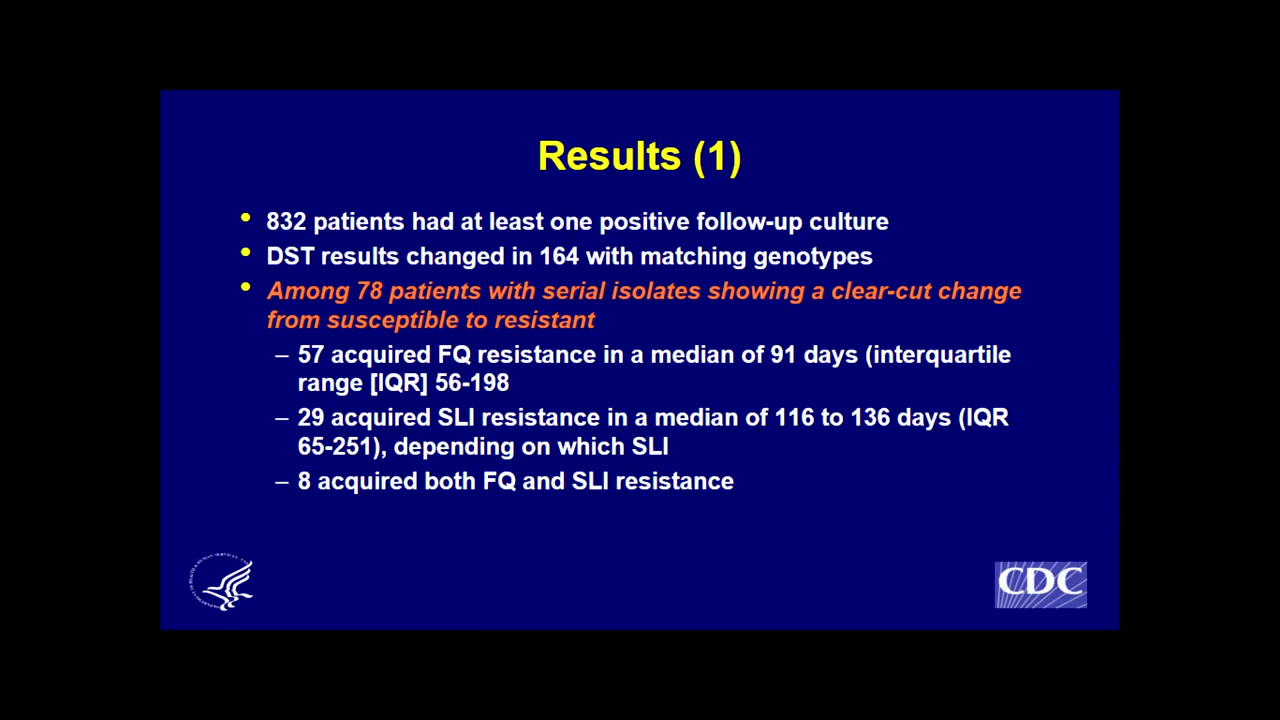 Results (1)
• 832 patients had at least one positive follow-up culture
• DST results changed in 164 with matching genotypes
• Among 78 patients with serial isolates showing a clear-cut change
from susceptible to resistant
– 57 acquired FQ resistance in a median of 91 days (interquartile
range [IQR] 56-198
– 29 acquired SLI resistance in a median of 116 to 136 days (IQR
65-251), depending on which SLI
– 8 acquired both FQ and SLI resistance
CDC